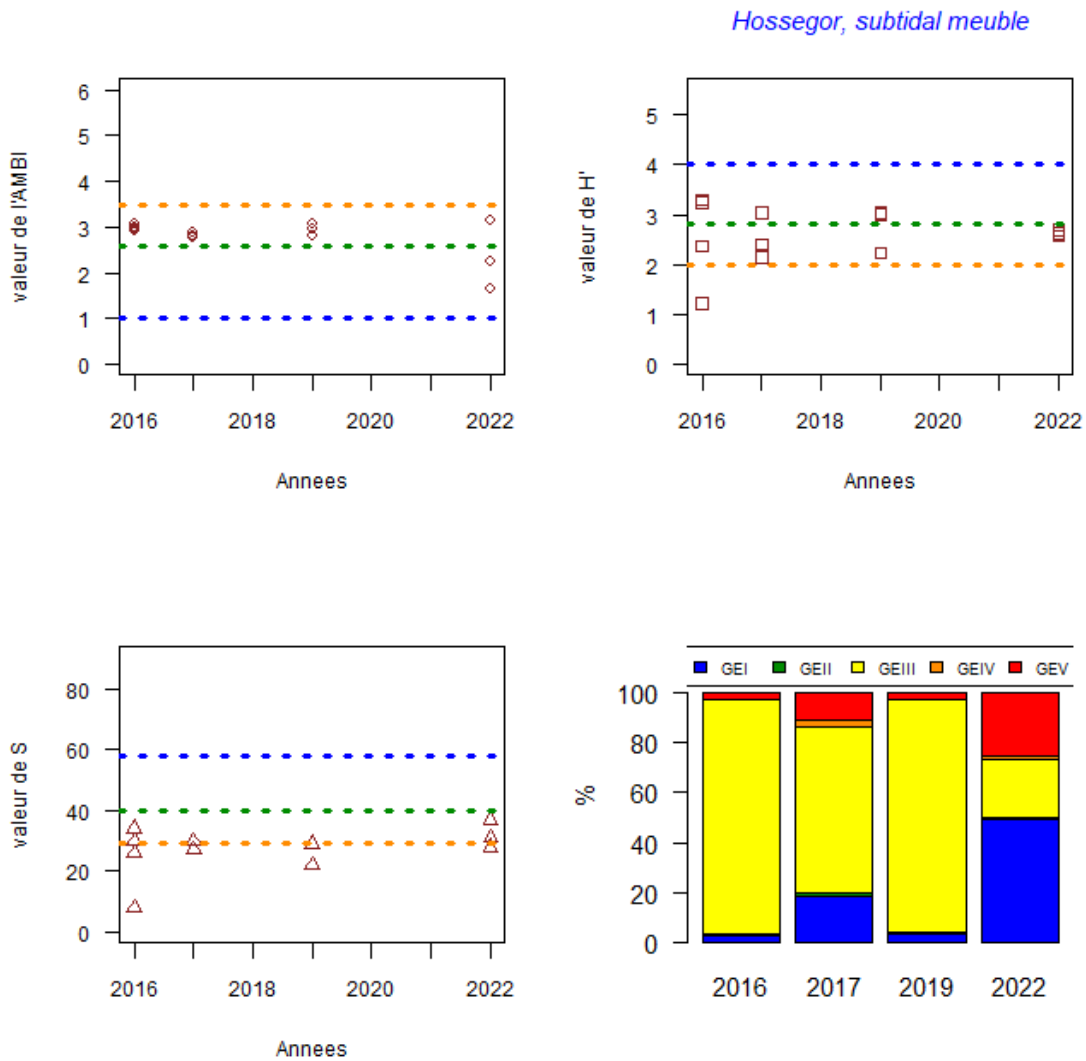 Hossegor, subtidal meuble
valeur de l'AMBI
6
5
4
3
2
1
0
2016 2018 2020 2022
Annees
valeur de H'
5
4
3
2
1
0
2016 2018 2020 2022
Annees
valeur de S
80
60
40
20
0
2016 2018 2020 2022
Annees
GEI GEII GEIII GEIV GEV
%
100
80
60
40
20
0
2016 2017 2019 2022